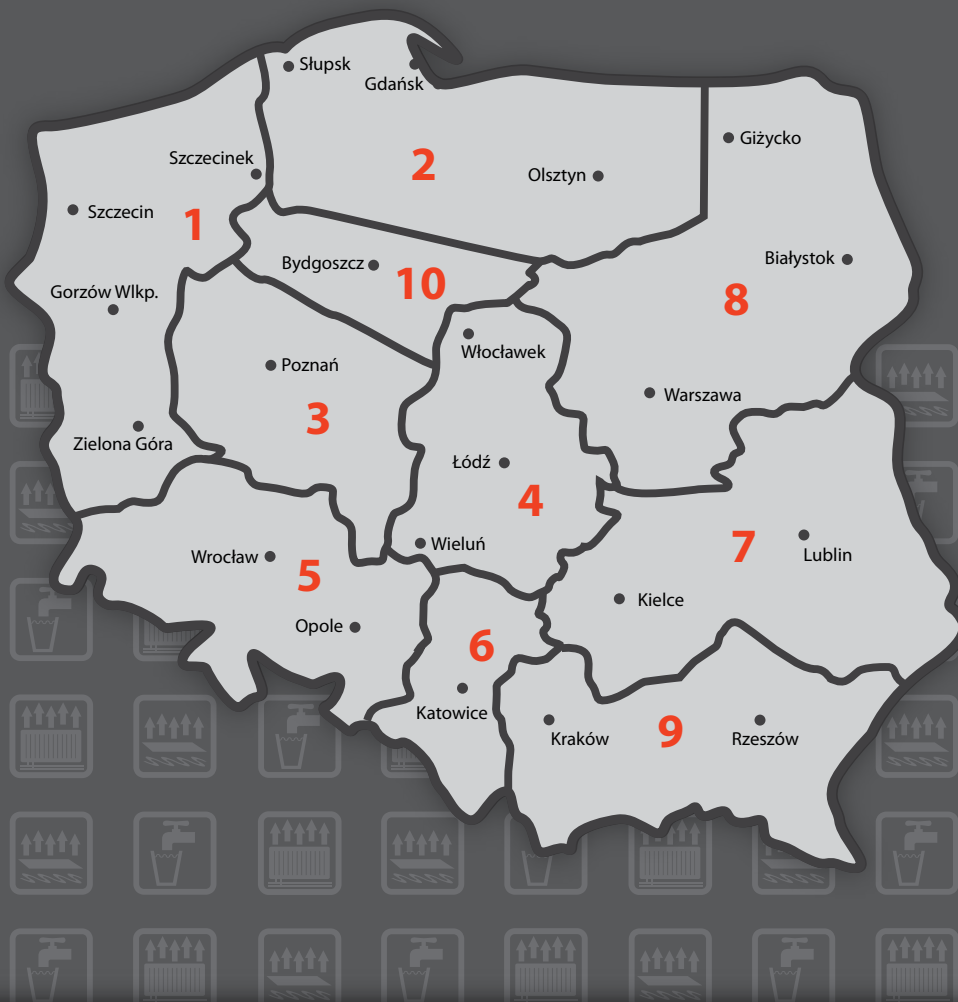 Słupsk
Gdańsk
Giżycko
Szczecinek
2
Olsztyn
Szczecin
1
Białystok
Bydgoszcz
10
Gorzów Wlkp.
8
Włocławek
Poznań
Warszawa
3
Zielona Góra
Łódź
4
Wieluń
7
Lublin
Wrocław
5
Kielce
Opole
6
Katowice
9
Kraków
Rzeszów